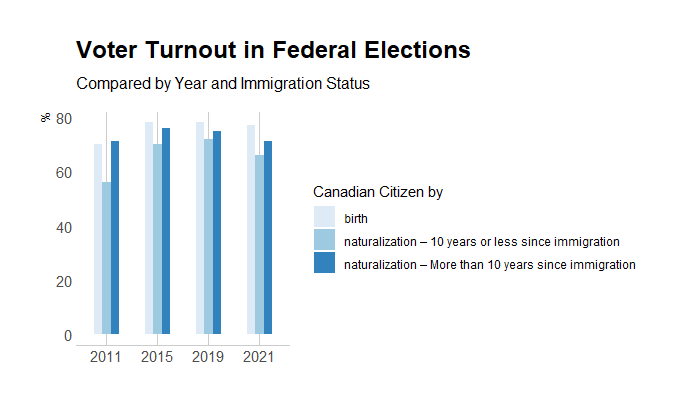 Voter Turnout in Federal Elections
Compared by Year and Immigration Status
%
80
60
40
20
0
2011 2015 2019 2021
Canadian Citizen by
birth
naturalization – 10 years or less since immigration
naturalization – More than 10 years since immigration